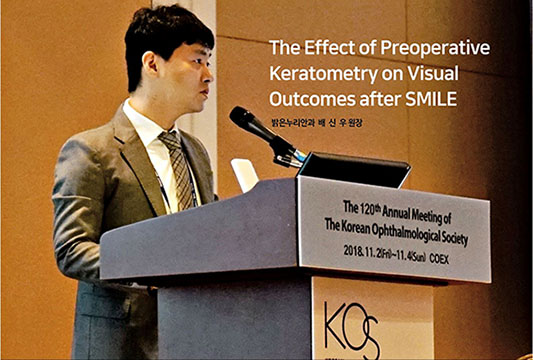 The Effect of Preoperative
Keratometry on Visual
Outcomes after SMILE
밝은누리안과 배 신 우 원장
The 120th Annual Meeting of
The Korean Ophthalmological Society
2018. 11. 2(Fri)~11. 4(Sun) COEX
KOS